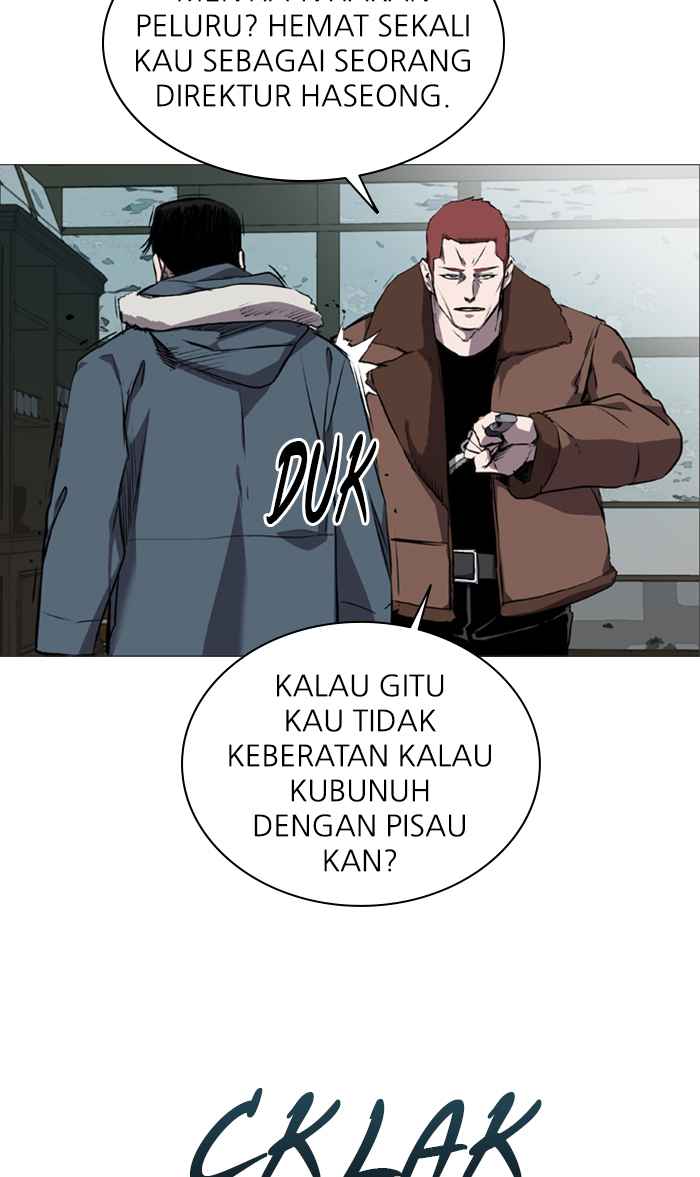 PELURU? HEMAT SEKALI
KAU SEBAGAI SEORANG
DIREKTUR HASEONG.
DUK
KALAU GITU
KAU TIDAK
KEBERATAN KALAU
KUBUNUH
DENGAN PISAU
KAN?
CKLAK